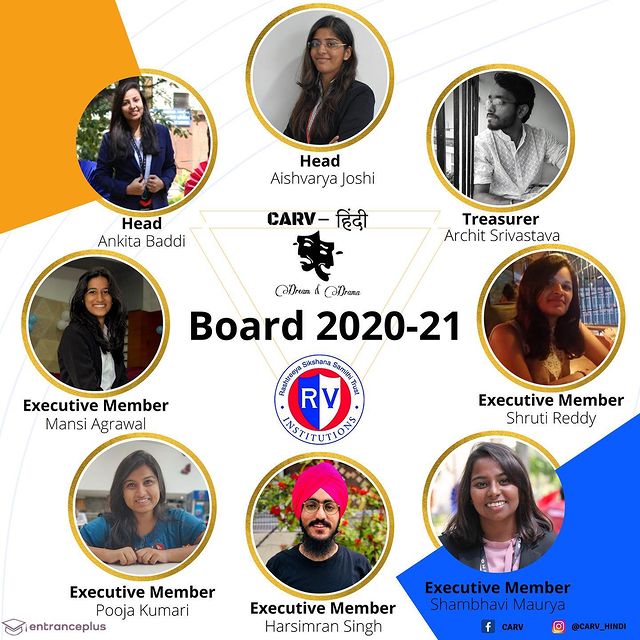 Head
Aishvarya Joshi
Head
Ankita Baddi
Treasurer
Archit Srivastava
CARV– हिंदी
Dream & Drama
Board 2020-21
Rashtreeya Sikshana Samithi Trust
RV
• INSTITUTIONS •
Executive Member
Mansi Agrawal
Executive Member
Shruti Reddy
Executive Member
Pooja Kumari
Executive Member
Harsimran Singh
Executive Member
Shambhavi Maurya
entranceplus
CARV
@CARV_HINDI